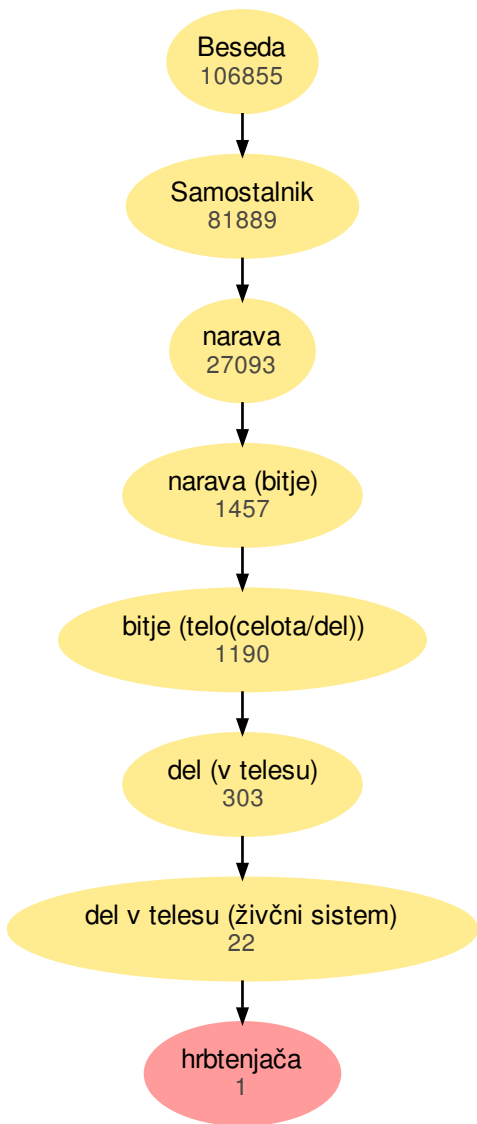 Beseda
106855
Samostalnik
81889
narava
27093
narava (bitje)
1457
bitje (telo(celota/del))
1190
del (v telesu)
303
del v telesu (živčni sistem)
22
hrbtenjača
1